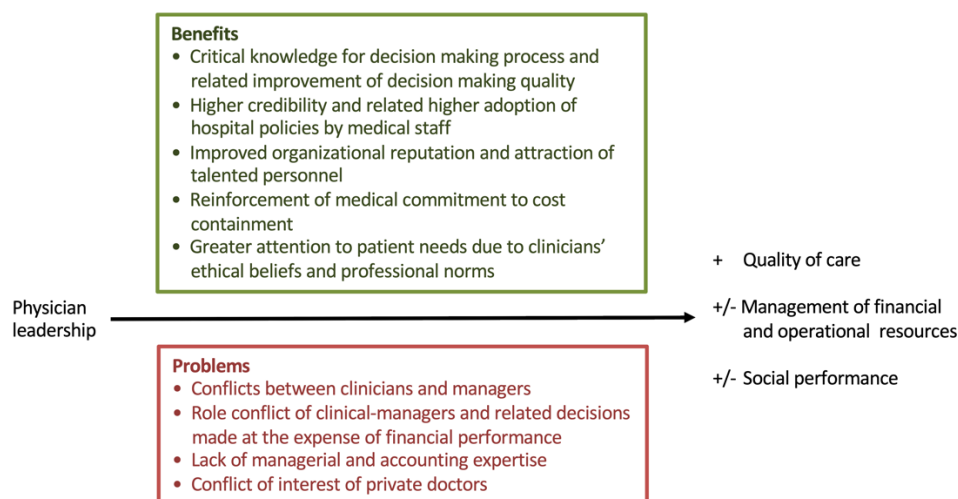 Benefits
• Critical knowledge for decision making process and
related improvement of decision making quality
• Higher credibility and related higher adoption of
hospital policies by medical staff
• Improved organizational reputation and attraction of
talented personnel
• Reinforcement of medical commitment to cost
containment
• Greater attention to patient needs due to clinicians’
ethical beliefs and professional norms
Physician
leadership
Problems
• Conflicts between clinicians and managers
• Role conflict of clinical-managers and related decisions
made at the expense of financial performance
• Lack of managerial and accounting expertise
• Conflict of interest of private doctors
+ Quality of care
+/- Management of financial
and operational resources
+/- Social performance